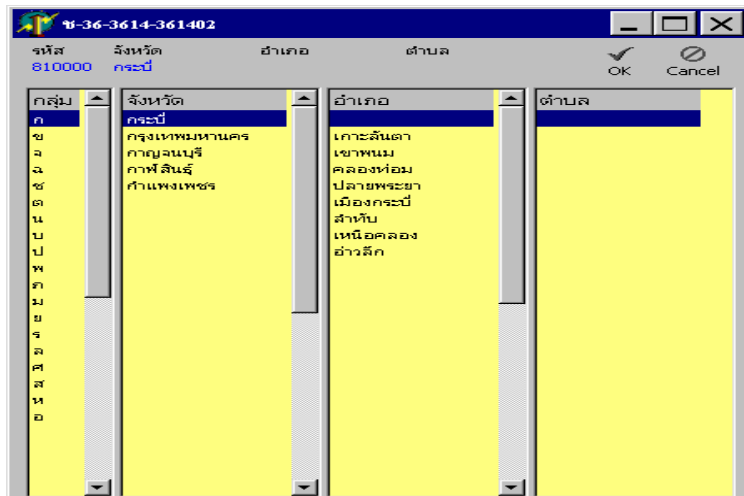 ช-36-3614-361402
รหัส จังหวัด อำเภอ ตำบล
810000 กระบี่
OK Cancel
กลุ่ม จังหวัด อำเภอ ตำบล
ก กระบี่
ข กรุงเทพมหานคร เกาะลันตา
จ กาญจนบุรี เขาพนม
ฉ กาฬสินธุ์ คลองท่อม
ช กำแพงเพชร ปลายพระยา
ต เมืองกระบี่
น ลำทับ
บ เหนือคลอง
ป อ่าวลึก
พ
ภ
ม
ย
ร
ล
ศ
ส
ห
อ